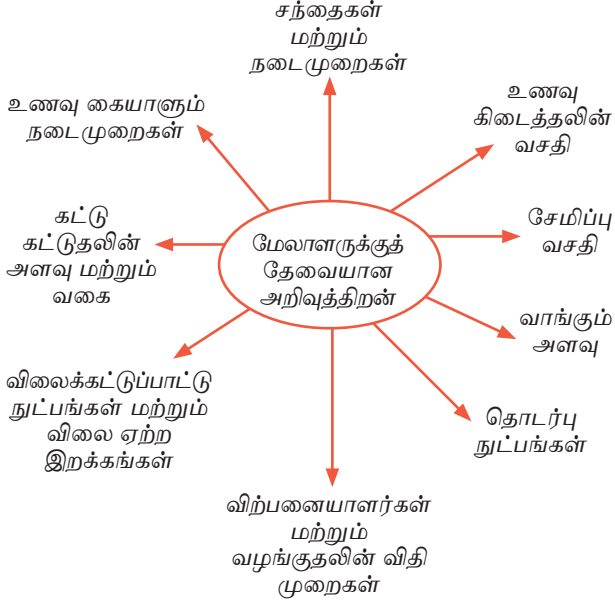 சந்தைகள்
மற்றும்
நடைமுறைகள்
உணவு
கிடைத்தலின்
வசதி
சேமிப்பு
வசதி
வாங்கும்
அளவு
தொடர்பு
நுட்பங்கள்
விற்பனையாளர்கள்
மற்றும்
வழங்குதலின் விதி
முறைகள்
விலைக்கட்டுப்பாட்டு
நுட்பங்கள் மற்றும்
விலை ஏற்ற
இறக்கங்கள்
கட்டு
கட்டுதலின்
அளவு மற்றும்
வகை
உணவு கையாளும்
நடைமுறைகள்
மேலாளருக்குத்
தேவையான
அறிவுத்திறன்